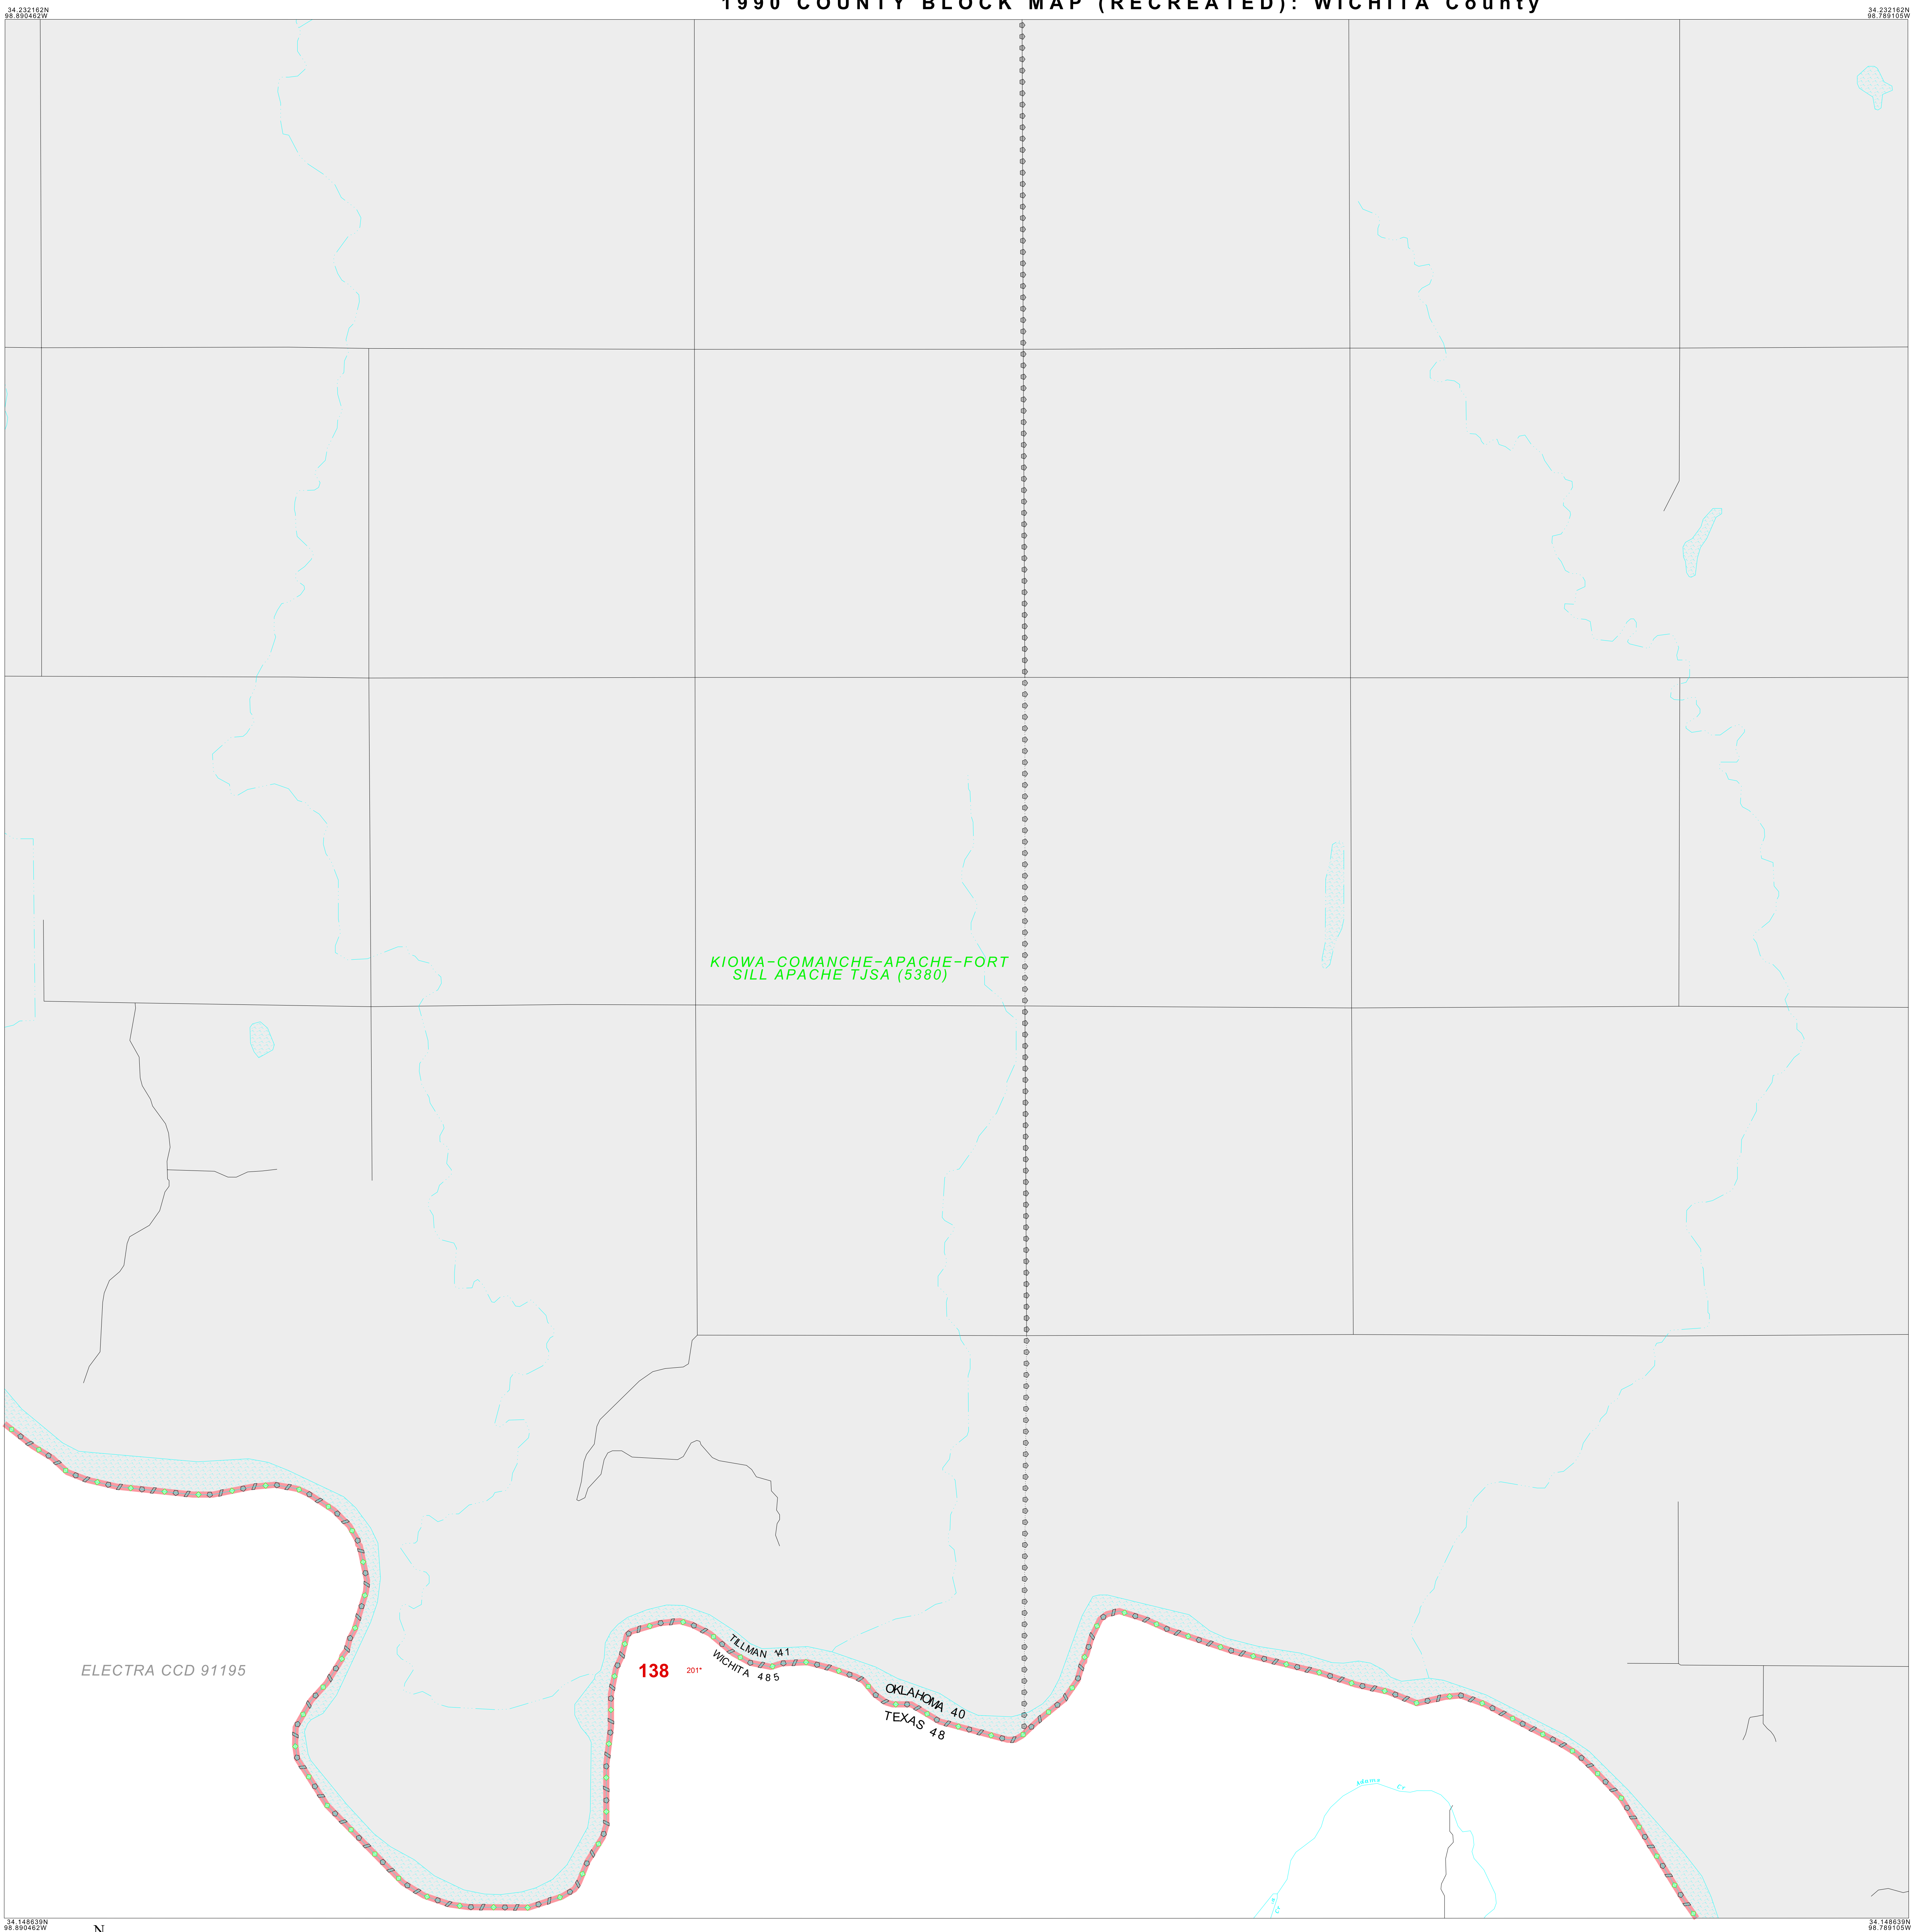 1990 COUNTY BLOCK MAP (RECREATED): WICHITA County
34.232162N
98.890462W
34.232162N
98.789105W
KIOWA-COMANCHE-APACHE-FORT
SILL APACHE TJSA (5380)
ELECTRA CCD 91195
138
201*
TILLMAN 141
WICHITA 485
OKLAHOMA 40
TEXAS 48
Adams Cr
34.148639N
98.890462W
N
34.148639N
98.789105W